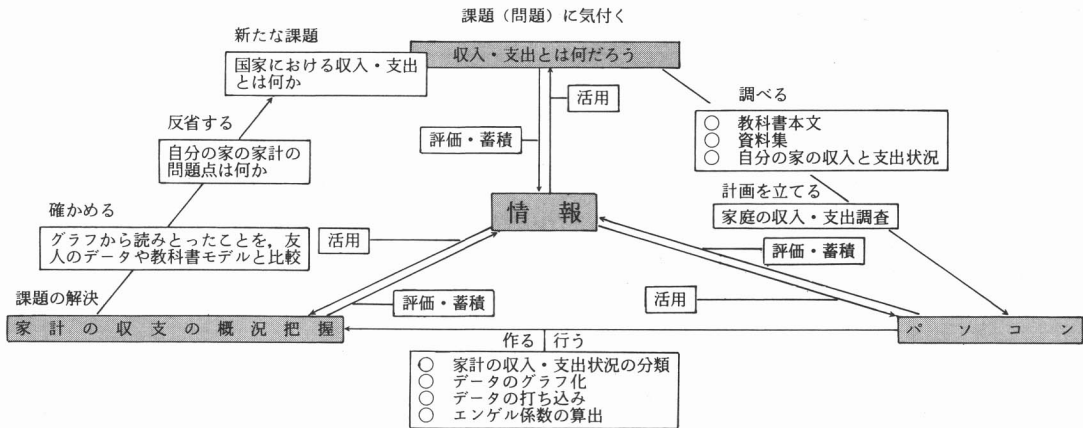 課題（問題）に気付く
収入・支出とは何だろう
新たな課題
国家における収入・支出
とは何か
活用
評価・蓄積
調べる
○ 教科書本文
○ 資料集
○ 自分の家の収入と支出状況
反省する
自分の家の家計の
問題点は何か
計画を立てる
家庭の収入・支出調査
情報
確かめる
グラフから読みとったことを，友
人のデータや教科書モデルと比較
活用
評価・蓄積
評価・蓄積
活用
課題の解決
家計の収支の概況把握
パソコン
作る 行う
○ 家計の収入・支出状況の分類
○ データのグラフ化
○ データの打ち込み
○ エンゲル係数の算出